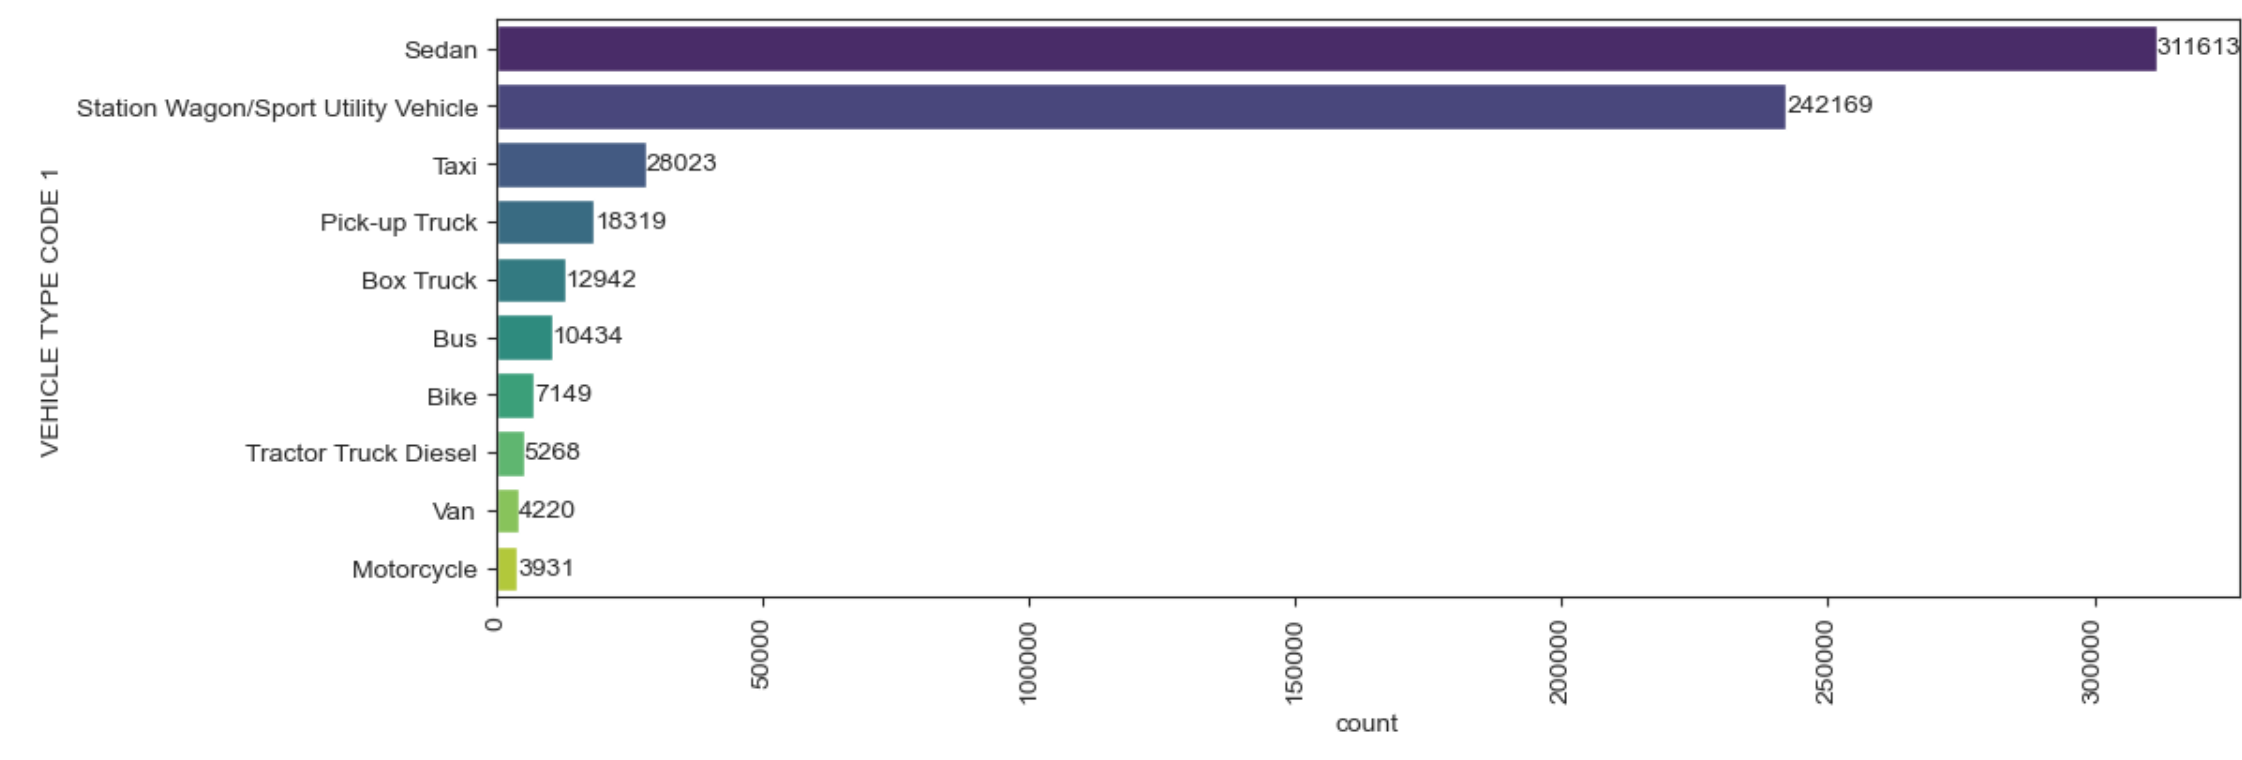 VEHICLE TYPE CODE 1
Sedan 311613
Station Wagon/Sport Utility Vehicle 242169
Taxi 28023
Pick-up Truck 18319
Box Truck 12942
Bus 10434
Bike 7149
Tractor Truck Diesel 5268
Van 4220
Motorcycle 3931
0 50000 100000 150000 200000 250000 300000
count